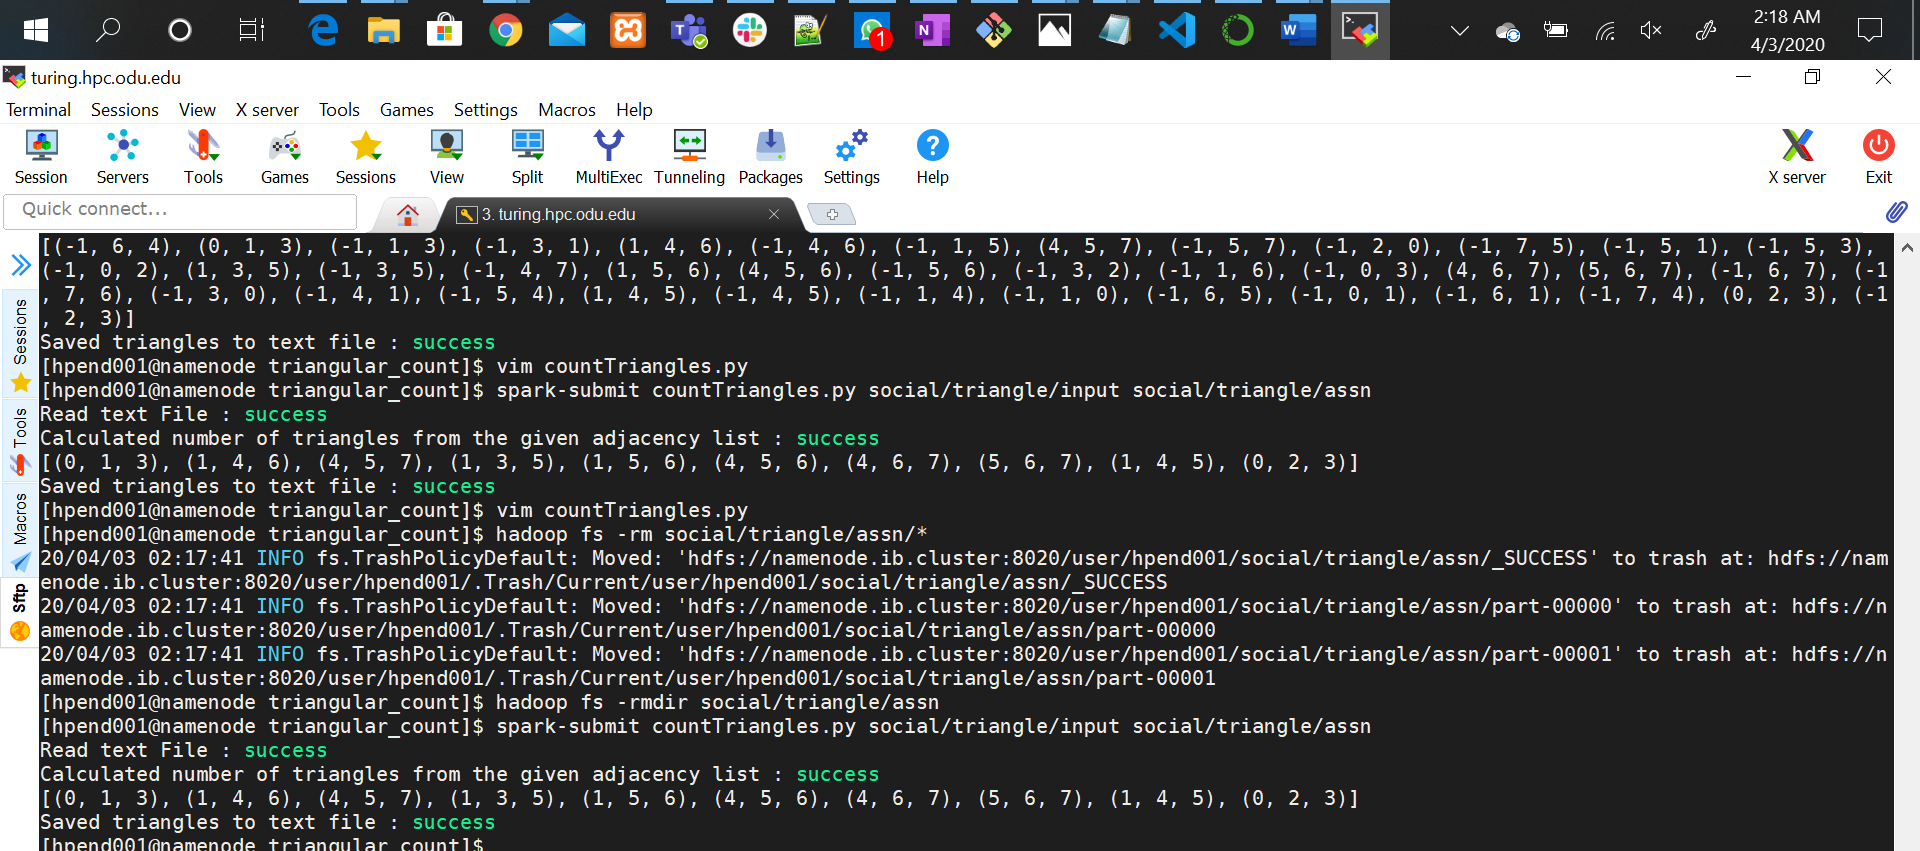 2:18 AM
4/3/2020
1
turing.hpc.odu.edu
Terminal Sessions View X server Tools Games Settings Macros Help
Session Servers Tools Games Sessions View Split MultiExec Tunneling Packages Settings Help X server Exit
Quick connect...
3. turing.hpc.odu.edu
Sessions
Tools
Macros
Sftp
[(-1, 6, 4), (0, 1, 3), (-1, 1, 3), (-1, 3, 1), (1, 4, 6), (-1, 4, 6), (-1, 1, 5), (4, 5, 7), (-1, 5, 7), (-1, 2, 0), (-1, 7, 5), (-1, 5, 1), (-1, 5, 3),
(-1, 0, 2), (1, 3, 5), (-1, 3, 5), (-1, 4, 7), (1, 5, 6), (4, 5, 6), (-1, 5, 6), (-1, 3, 2), (-1, 1, 6), (-1, 0, 3), (4, 6, 7), (5, 6, 7), (-1, 6, 7), (-1
, 7, 6), (-1, 3, 0), (-1, 4, 1), (-1, 5, 4), (1, 4, 5), (-1, 4, 5), (-1, 1, 4), (-1, 1, 0), (-1, 6, 5), (-1, 0, 1), (-1, 6, 1), (-1, 7, 4), (0, 2, 3), (-1
, 2, 3)]
Saved triangles to text file : success
[hpend001@namenode triangular_count]$ vim countTriangles.py
[hpend001@namenode triangular_count]$ spark-submit countTriangles.py social/triangle/input social/triangle/assn
Read text File : success
Calculated number of triangles from the given adjacency list : success
[(0, 1, 3), (1, 4, 6), (4, 5, 7), (1, 3, 5), (1, 5, 6), (4, 5, 6), (4, 6, 7), (5, 6, 7), (1, 4, 5), (0, 2, 3)]
Saved triangles to text file : success
[hpend001@namenode triangular_count]$ vim countTriangles.py
[hpend001@namenode triangular_count]$ hadoop fs -rm social/triangle/assn/*
20/04/03 02:17:41 INFO fs.TrashPolicyDefault: Moved: 'hdfs://namenode.ib.cluster:8020/user/hpend001/social/triangle/assn/_SUCCESS' to trash at: hdfs://nam
enode.ib.cluster:8020/user/hpend001/.Trash/Current/user/hpend001/social/triangle/assn/_SUCCESS
20/04/03 02:17:41 INFO fs.TrashPolicyDefault: Moved: 'hdfs://namenode.ib.cluster:8020/user/hpend001/social/triangle/assn/part-00000' to trash at: hdfs://n
amenode.ib.cluster:8020/user/hpend001/.Trash/Current/user/hpend001/social/triangle/assn/part-00000
20/04/03 02:17:41 INFO fs.TrashPolicyDefault: Moved: 'hdfs://namenode.ib.cluster:8020/user/hpend001/social/triangle/assn/part-00001' to trash at: hdfs://n
amenode.ib.cluster:8020/user/hpend001/.Trash/Current/user/hpend001/social/triangle/assn/part-00001
[hpend001@namenode triangular_count]$ hadoop fs -rmdir social/triangle/assn
[hpend001@namenode triangular_count]$ spark-submit countTriangles.py social/triangle/input social/triangle/assn
Read text File : success
Calculated number of triangles from the given adjacency list : success
[(0, 1, 3), (1, 4, 6), (4, 5, 7), (1, 3, 5), (1, 5, 6), (4, 5, 6), (4, 6, 7), (5, 6, 7), (1, 4, 5), (0, 2, 3)]
Saved triangles to text file : success
[hpend001@namenode triangular_count]$